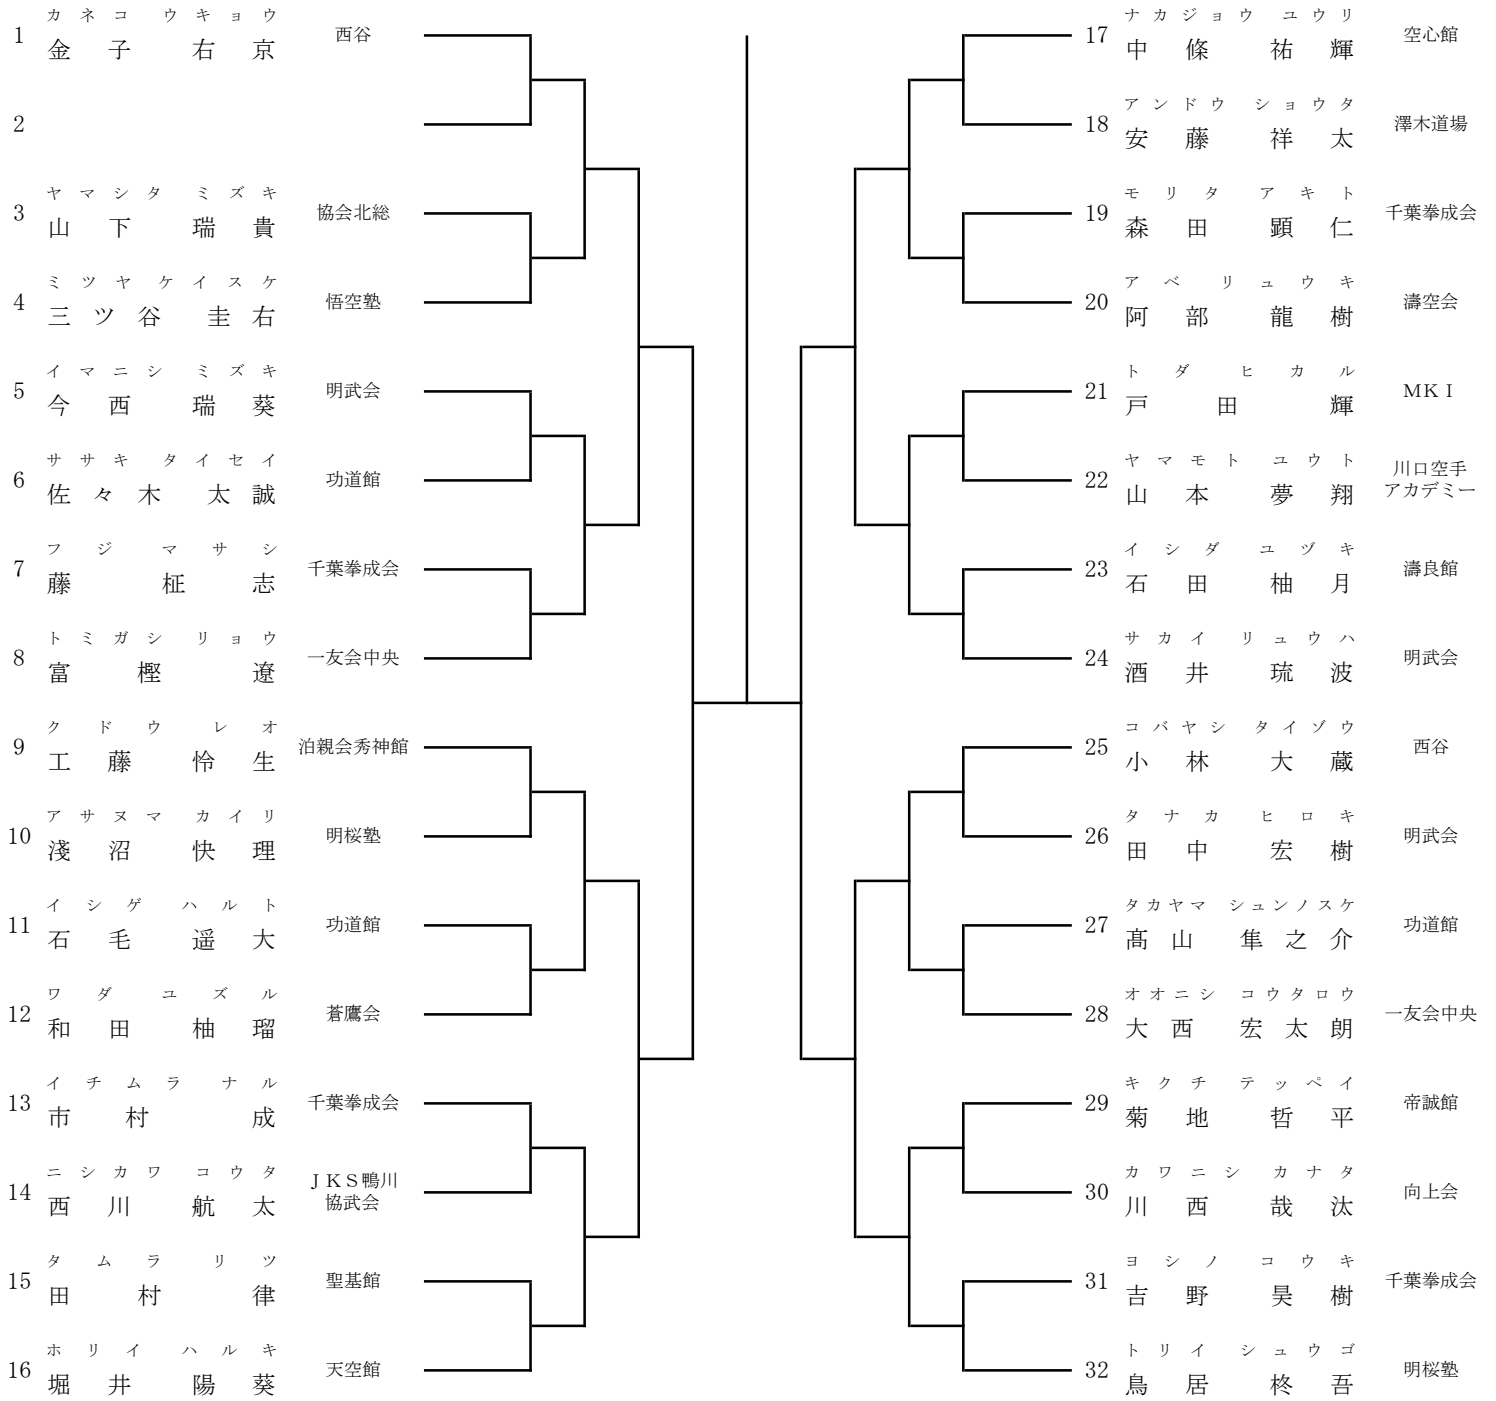 カネコ ウキョウ
1 金子 右京 西谷
2
ヤマシタ ミズキ
3 山下 瑞貴 協会北総
ミツヤ ケイスケ
4 三ツ谷 圭右 悟空塾
イマニシ ミズキ
5 今西 瑞葵 明武会
ササキ タイセイ
6 佐々木 太誠 功道館
フジ マサシ
7 藤 柾志 千葉拳成会
トミガシ リョウ
8 富樫 遼 一友会中央
クドウ レオ
9 工藤 怜生 泊親会秀神館
アサヌマ カイリ
10 淺沼 快理 明桜塾
イシゲ ハルト
11 石毛 遥大 功道館
ワダ ユズル
12 和田 柚瑠 蒼鷹会
イチムラ ナル
13 市村 成 千葉拳成会
ニシカワ コウタ
14 西川 航太 ＪＫＳ鴨川
協武会
タムラ リツ
15 田村 律 聖基館
ホリイ ハルキ
16 堀井 陽葵 天空館
ナカジョウ ユウリ
17 中條 祐輝 空心館
アンドウ ショウタ
18 安藤 祥太 澤木道場
モリタ アキト
19 森田 顕仁 千葉拳成会
アベ リュウキ
20 阿部 龍樹 濤空会
トダ ヒカル
21 戸田 輝 ＭＫＩ
ヤマモト ユウト
22 山本 夢翔 川口空手
アカデミー
イシダ ユヅキ
23 石田 柚月 濤良館
サカイ リュウハ
24 酒井 琉波 明武会
コバヤシ タイゾウ
25 小林 大蔵 西谷
タナカ ヒロキ
26 田中 宏樹 明武会
タカヤマ シュンノスケ
27 髙山 隼之介 功道館
オオニシ コウタロウ
28 大西 宏太朗 一友会中央
キクチ テッペイ
29 菊地 哲平 帝誠館
カワニシ カナタ
30 川西 哉汰 向上会
ヨシノ コウキ
31 吉野 昊樹 千葉拳成会
トリイ シュウゴ
32 鳥居 柊吾 明桜塾